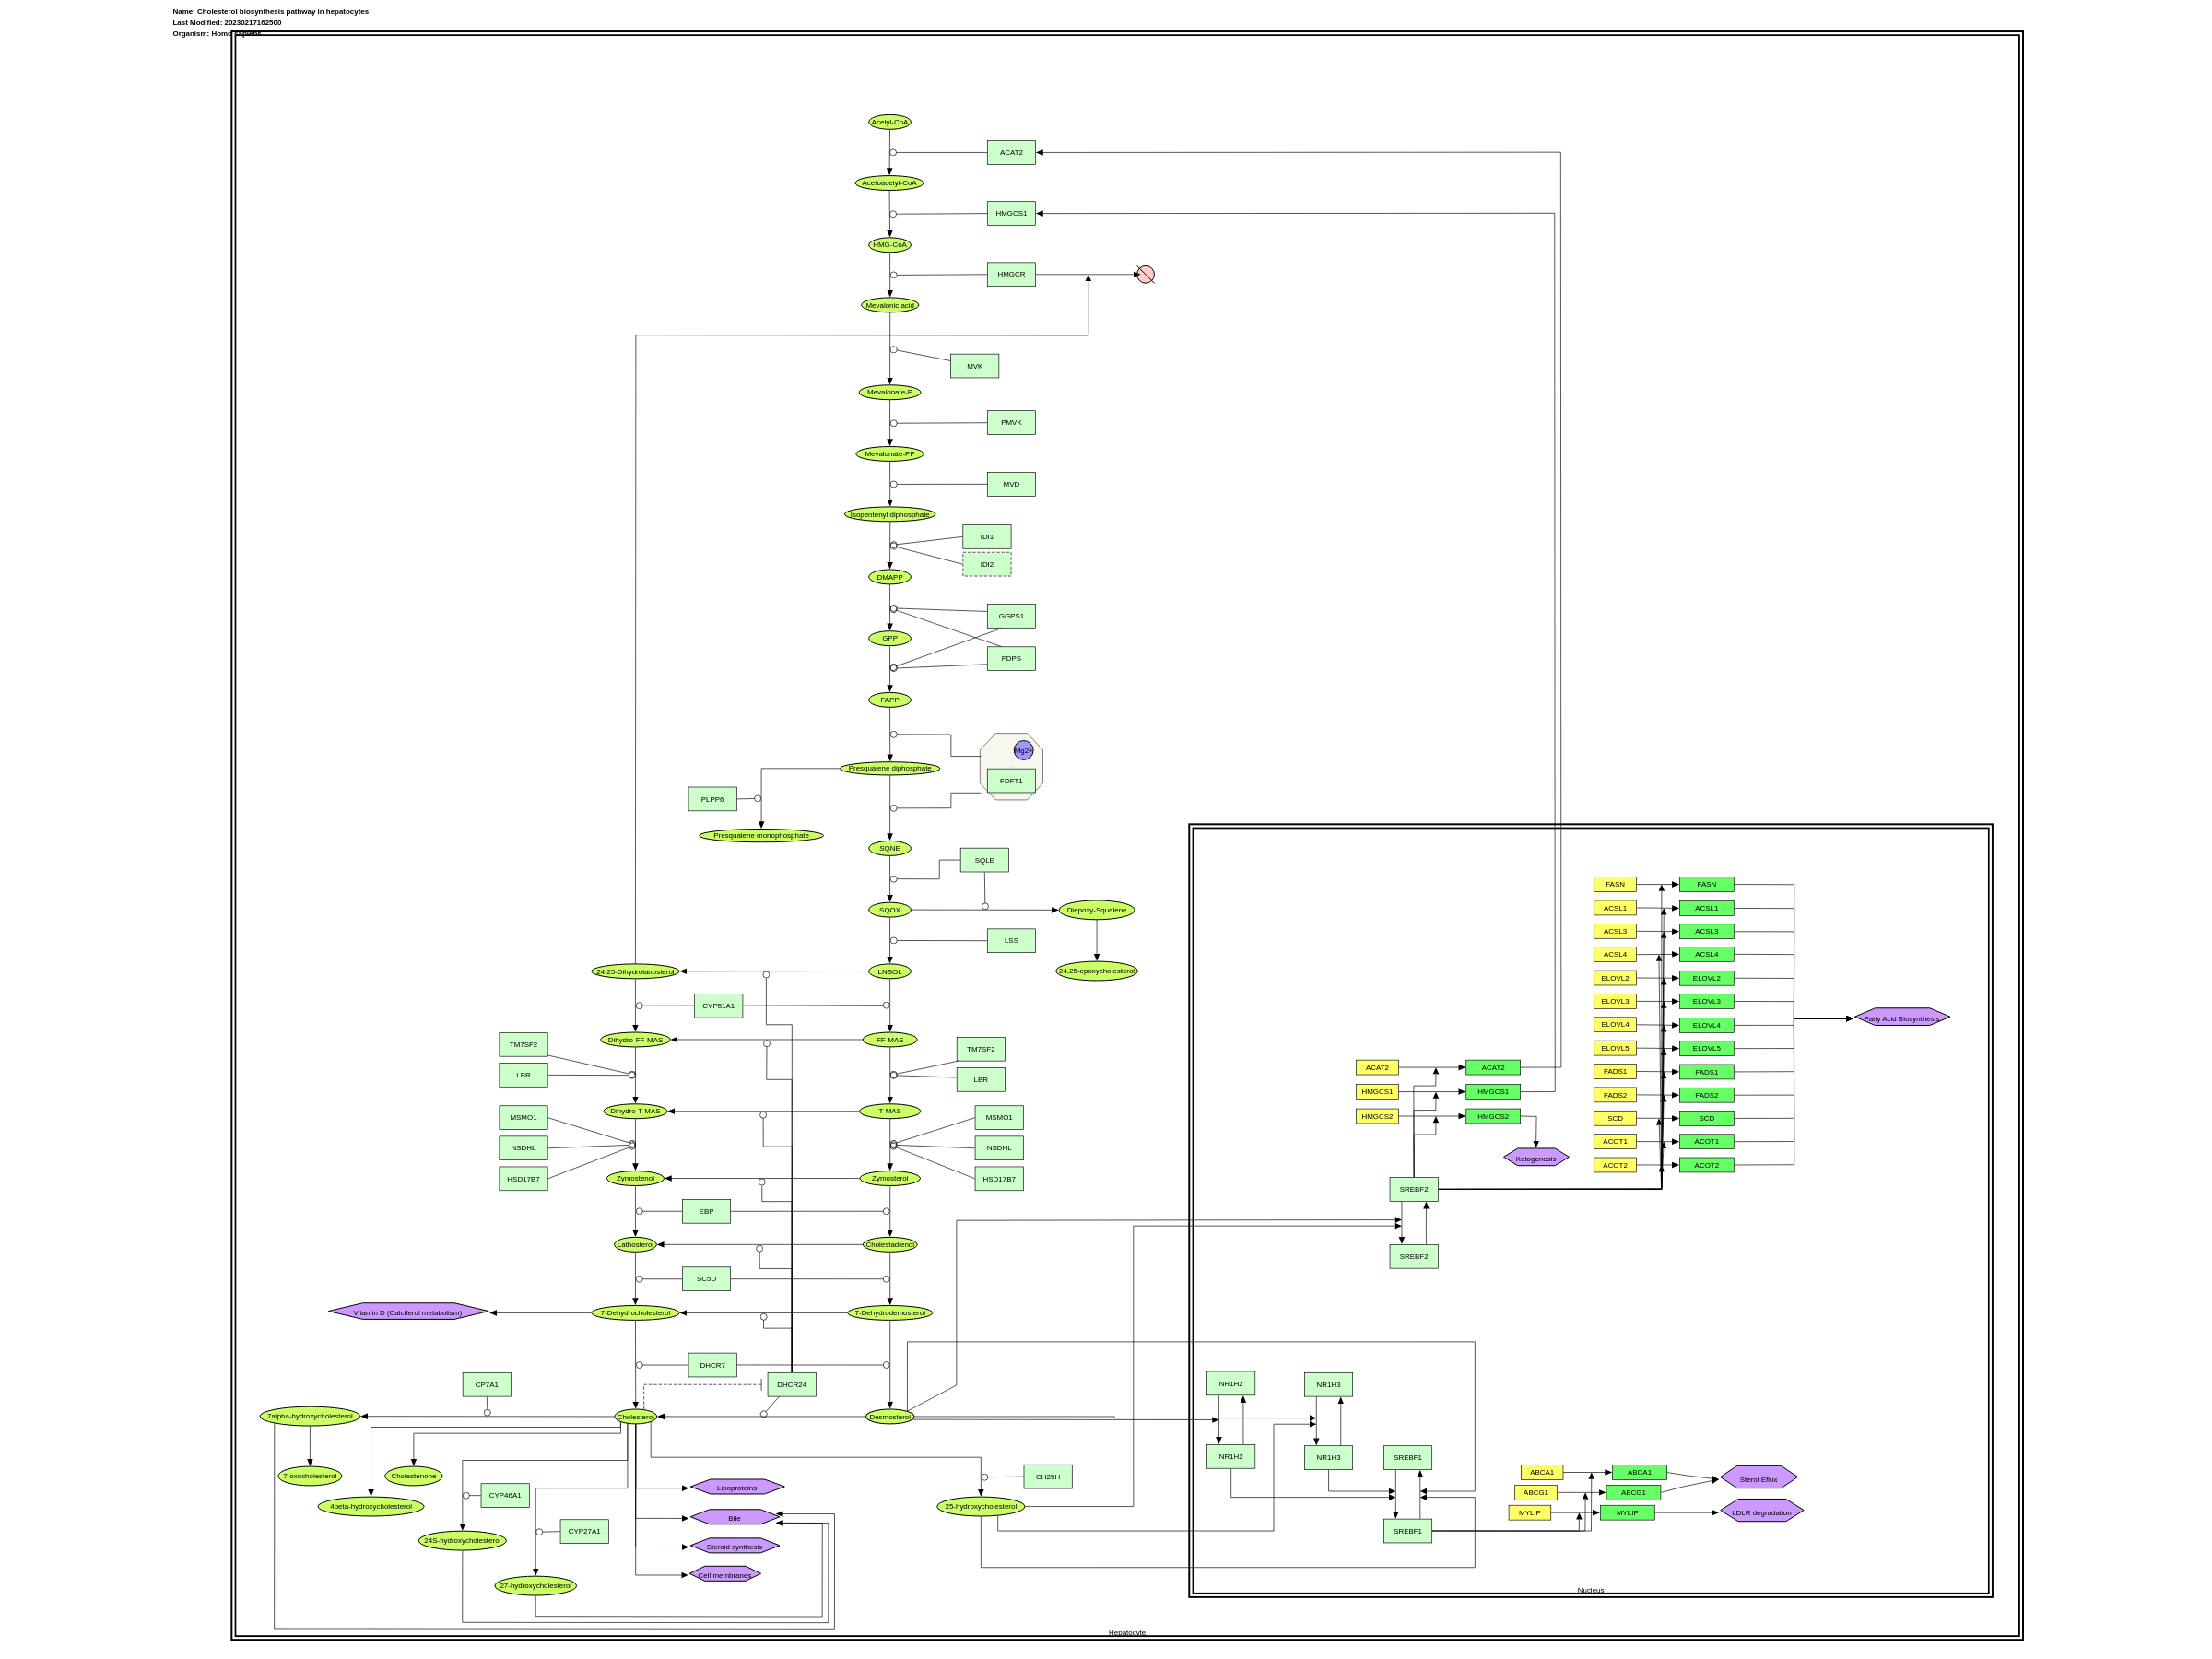 Name: Cholesterol biosynthesis pathway in hepatocytes
Last Modified: 20230217162500
Organism: Homo sapiens
Acetyl-CoA
ACAT2
Acetoacetyl-CoA
HMGCS1
HMG-CoA
HMGCR
Mevalonic acid
MVK
Mevalonate-P
PMVK
Mevalonate-PP
MVD
Isopentenyl diphosphate
IDI1
IDI2
DMAPP
GGPS1
GPP
FDPS
FAPP
Mg2+
Presqualene diphosphate
FDFT1
PLPP6
Presqualene monophosphate
SQNE
SQLE
SQOX
Diepoxy-Squalene
LSS
24,25-Dihydrolanosterol
LNSOL
24,25-epoxycholesterol
CYP51A1
Dihydro-FF-MAS
FF-MAS
TM7SF2
TM7SF2
LBR
LBR
Dihydro-T-MAS
T-MAS
MSMO1
MSMO1
NSDHL
NSDHL
HSD17B7
Zymostenol
Zymosterol
HSD17B7
EBP
Lathosterol
Cholestadienol
SC5D
Vitamin D (Calciferol metabolism)
7-Dehydrocholesterol
7-Dehydrodemosterol
DHCR7
CP7A1
DHCR24
7alpha-hydroxycholesterol
Cholesterol
Desmosterol
7-oxocholesterol
Cholestenone
4beta-hydroxycholesterol
CYP46A1
24S-hydroxycholesterol
CYP27A1
27-hydroxycholesterol
Lipoproteins
Bile
Steroid synthesis
Cell membranes
CH25H
25-hydroxycholesterol
FASN FASN
ACSL1 ACSL1
ACSL3 ACSL3
ACSL4 ACSL4
ELOVL2 ELOVL2
ELOVL3 ELOVL3
ELOVL4 ELOVL4
Fatty Acid Biosynthesis
ELOVL5 ELOVL5
FADS1 FADS1
FADS2 FADS2
SCD SCD
ACOT1 ACOT1
ACOT2 ACOT2
ACAT2 ACAT2
HMGCS1 HMGCS1
HMGCS2 HMGCS2
Ketogenesis
SREBF2
SREBF2
NR1H2
NR1H3
NR1H2
NR1H3
SREBF1
SREBF1
ABCA1 ABCA1
ABCG1 ABCG1
MYLIP MYLIP
Sterol Eflux
LDLR degradation
Nucleus
Hepatocyte